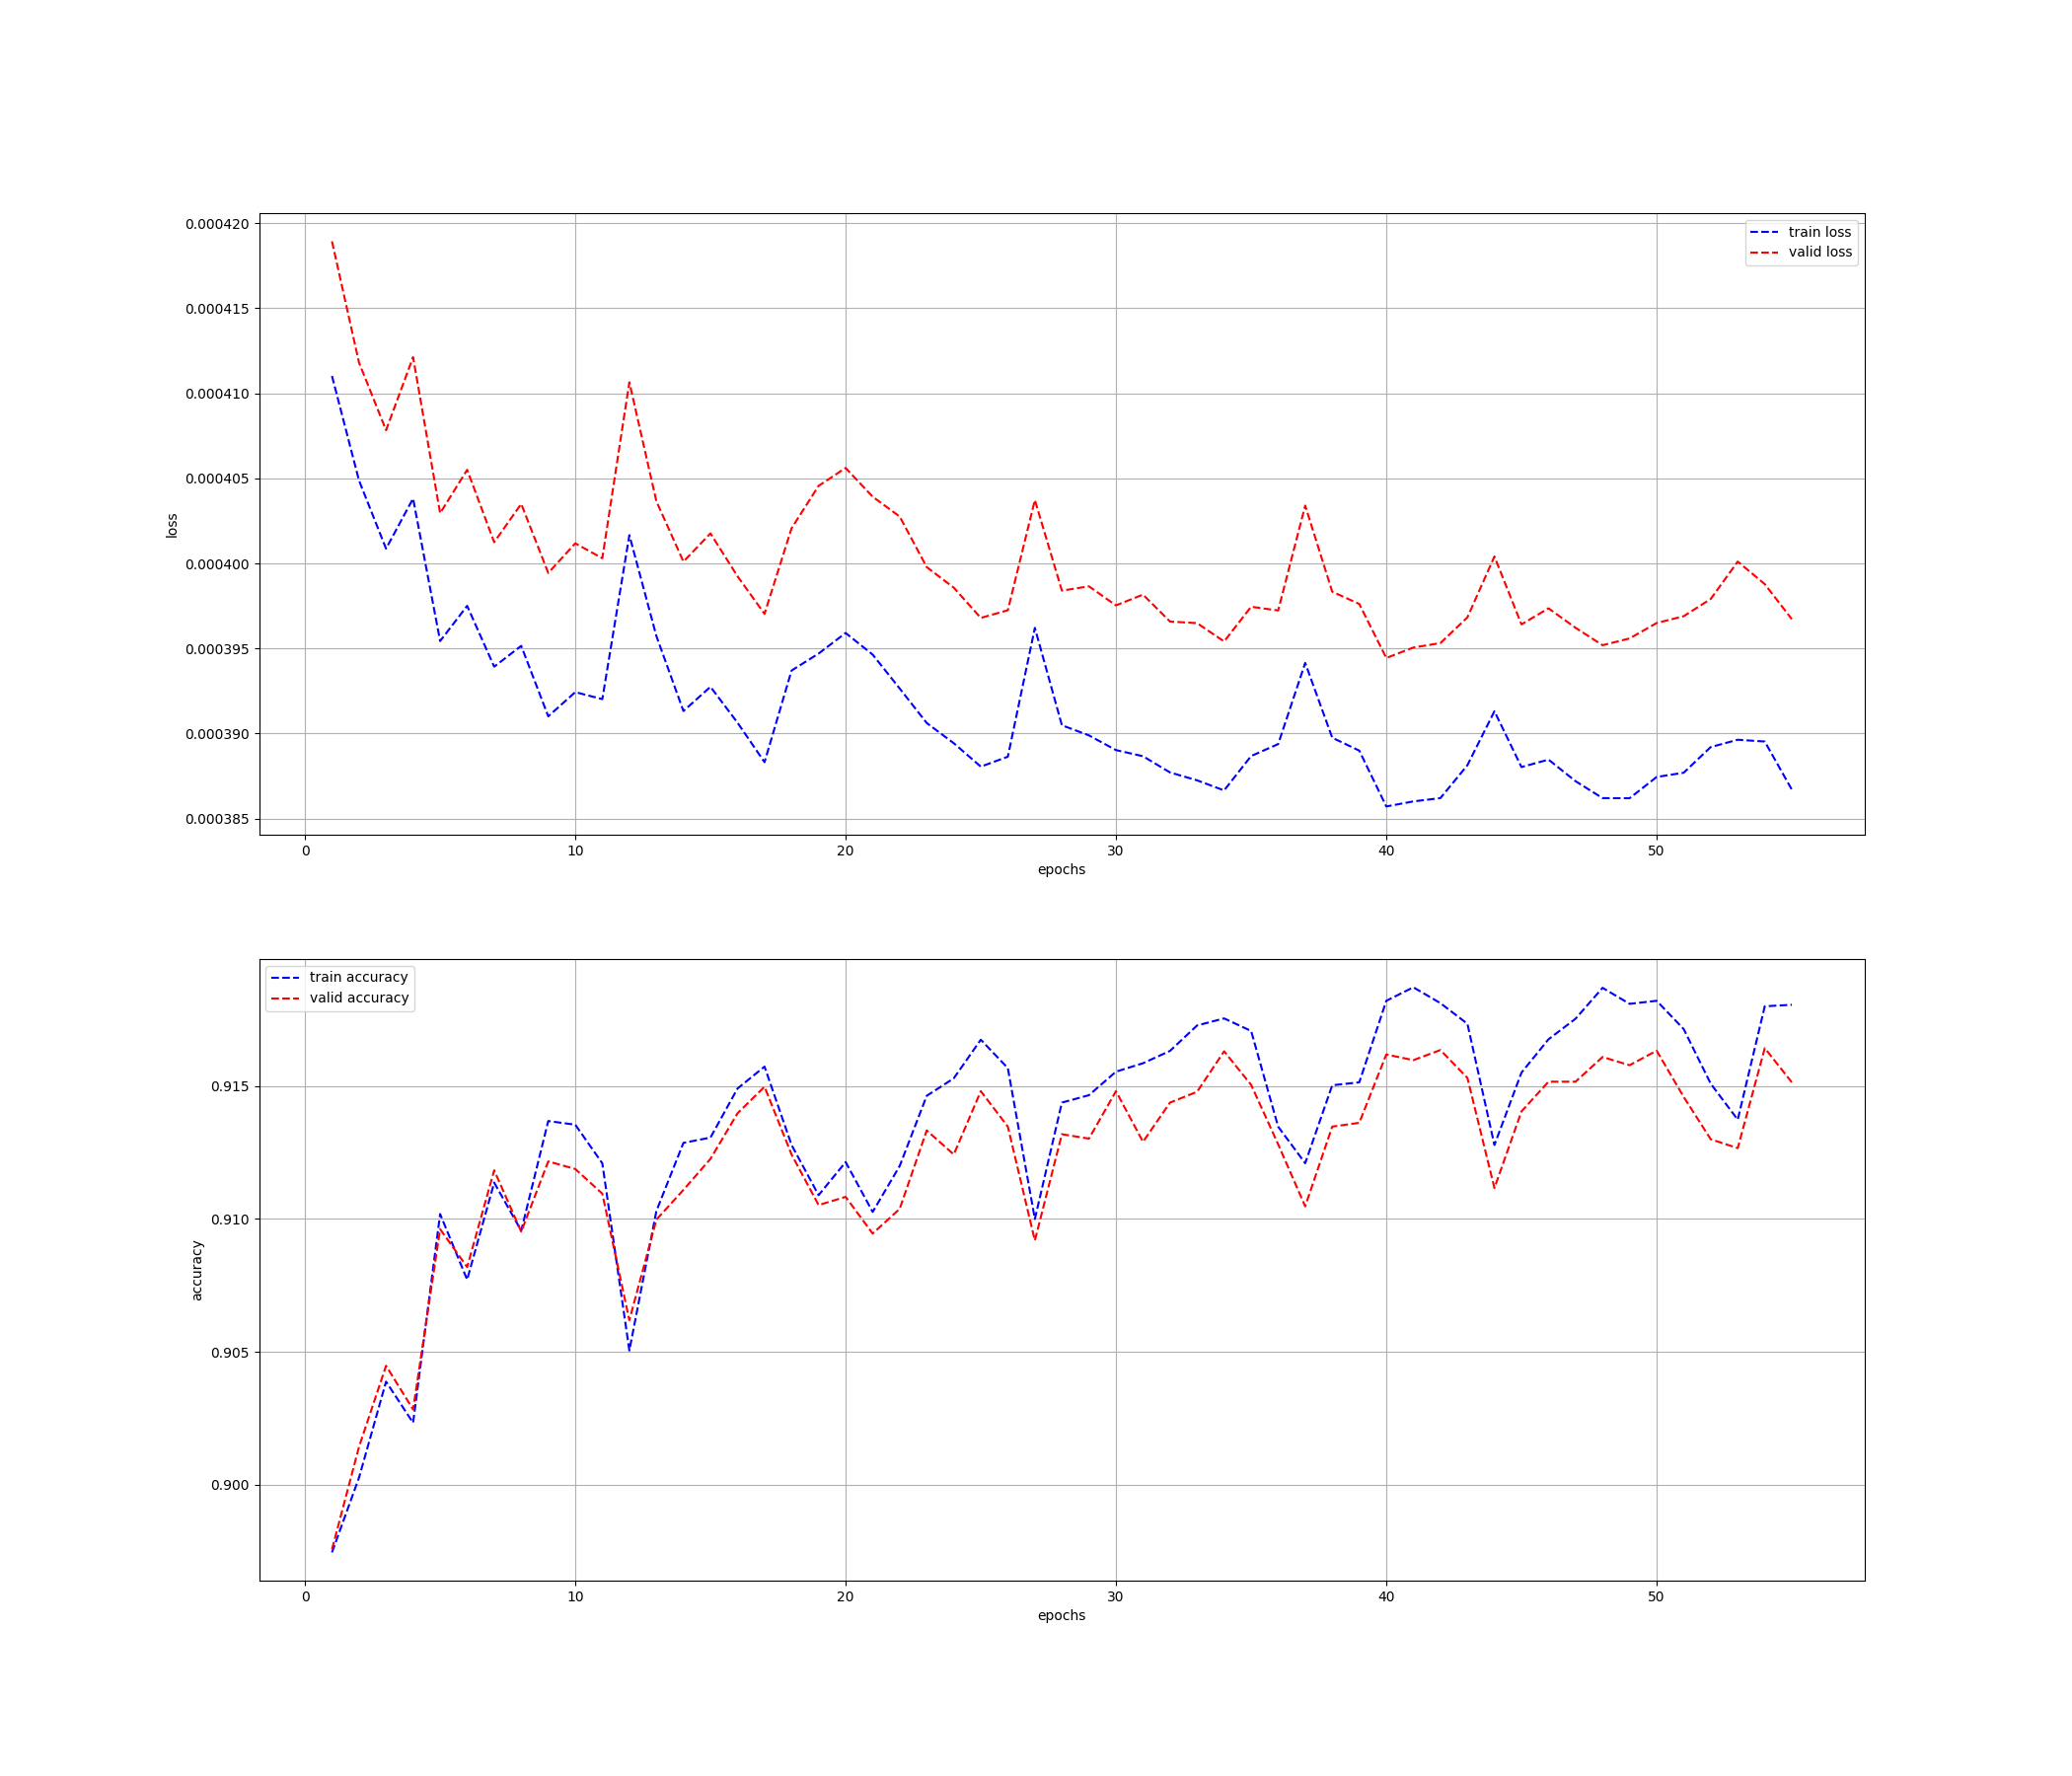 0.000420
train loss
valid loss
0.000415
0.000410
0.000405
loss
0.000400
0.000395
0.000390
0.000385
0 10 20 30 40 50
epochs
train accuracy
valid accuracy
0.915
0.910
accuracy
0.905
0.900
0 10 20 30 40 50
epochs